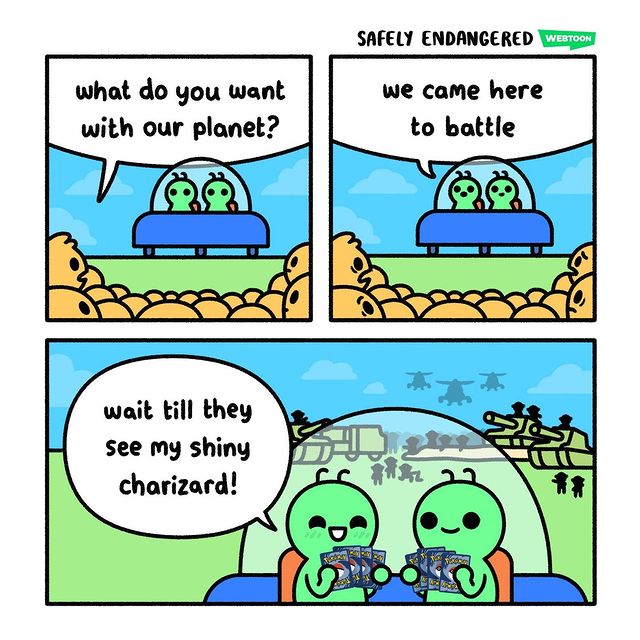 SAFELY ENDANGERED WEBTOON
what do you want
with our planet?
we came here
to battle
wait till they
see my shiny
charizard!